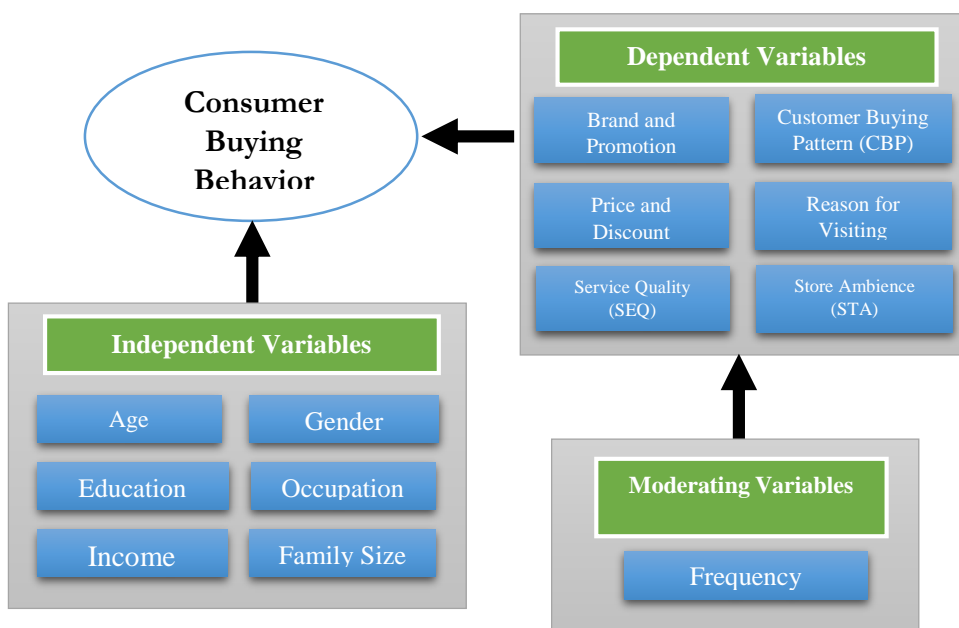 Consumer
Buying
Behavior
Dependent Variables
Brand and
Promotion
Customer Buying
Pattern (CBP)
Price and
Discount
Reason for
Visiting
Service Quality
(SEQ)
Store Ambience
(STA)
Independent Variables
Age
Gender
Education
Occupation
Income
Family Size
Moderating Variables
Frequency